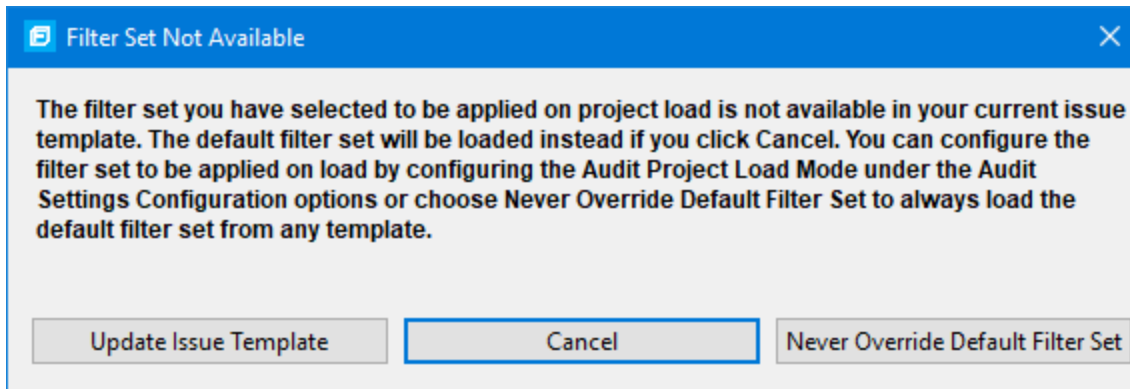 Filter Set Not Available
The filter set you have selected to be applied on project load is not available in your current issue
template. The default filter set will be loaded instead if you click Cancel. You can configure the
filter set to be applied on load by configuring the Audit Project Load Mode under the Audit
Settings Configuration options or choose Never Override Default Filter Set to always load the
default filter set from any template.
Update Issue Template
Cancel
Never Override Default Filter Set